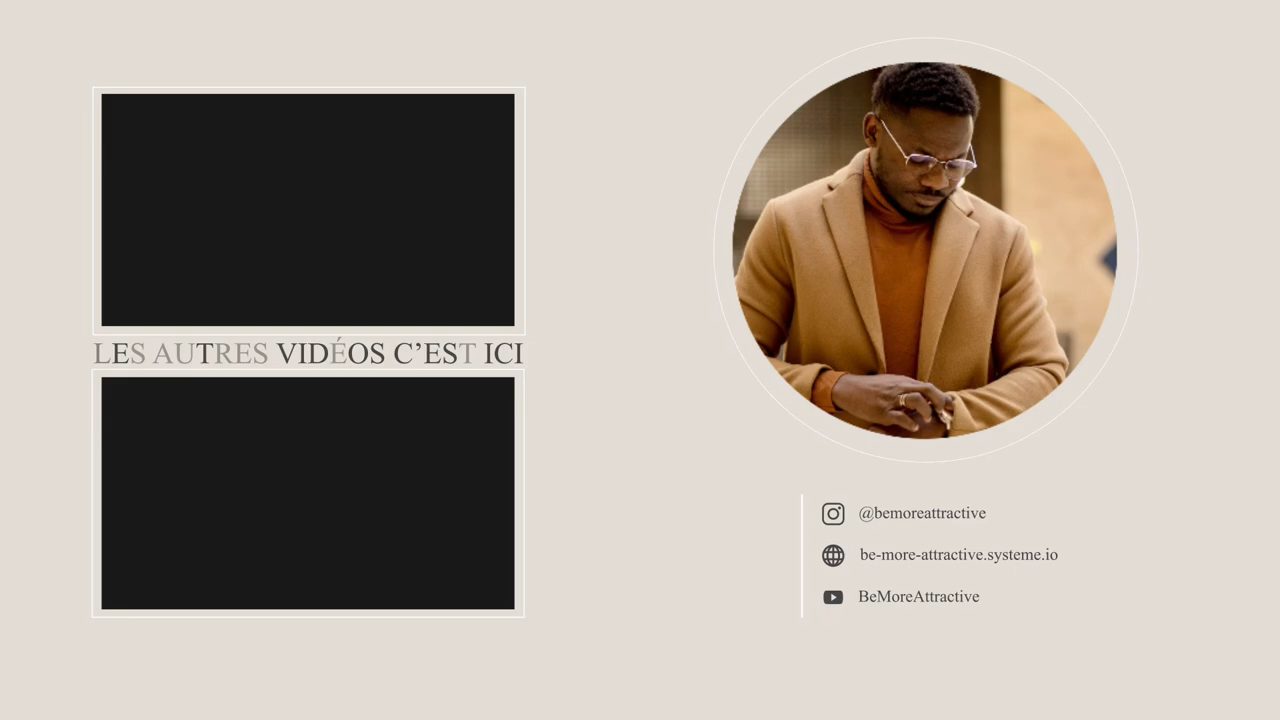 LES AUTRES VIDÉOS C’EST ICI
@bemoreattractive
be-more-attractive.systeme.io
BeMoreAttractive